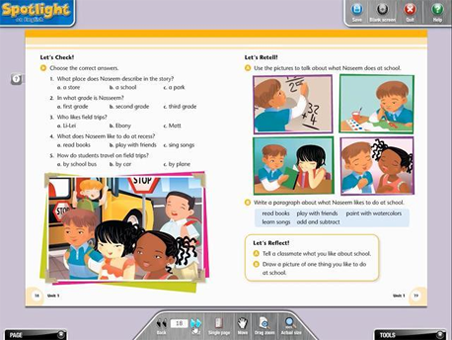 Spotlight
on English
Save
Blank screen
Quit
Help
Let's Check!
Choose the correct answers.
1. What place does Naseem describe in the story?
a. a store b. a school c. a park
2. In what grade is Naseem?
a. first grade b. second grade c. third grade
3. Who likes field trips?
a. Li-Lei b. Ebony c. Matt
4. What does Naseem like to do at recess?
a. read books b. play with friends c. sing songs
5. How do students travel on field trips?
a. by school bus b. by car c. by plane
STOP
STOP
Unit 1
Let's Retell!
Use the pictures to talk about what Naseem does at school.
32
4
Write a paragraph about what Naseem likes to do at school.
read books play with friends paint with watercolors
learn songs add and subtract
Let's Reflect!
Tell a classmate what you like about school.
Draw a picture of one thing you like to do
at school.
Unit 1
PAGE
Back
18
Single page
Move
Drag zoom
Actual size
TOOLS